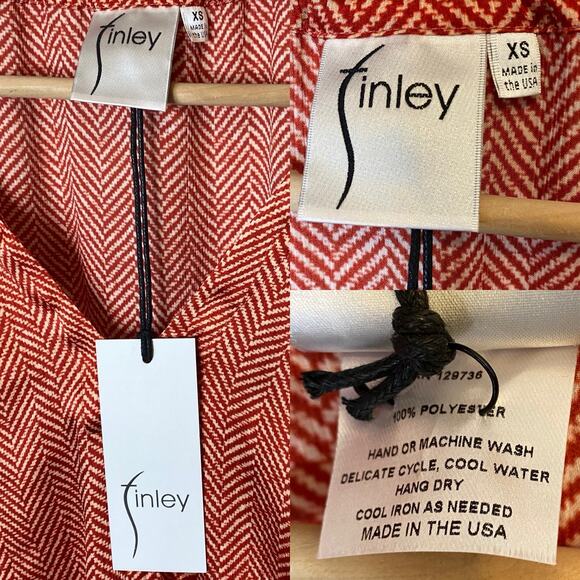 finley
XS
MADE in
the USA
finley
finley
XS
MADE in
the USA
129736
100% POLYESTER
HAND OR MACHINE WASH
DELICATE CYCLE, COOL WATER
HANG DRY
COOL IRON AS NEEDED
MADE IN THE USA